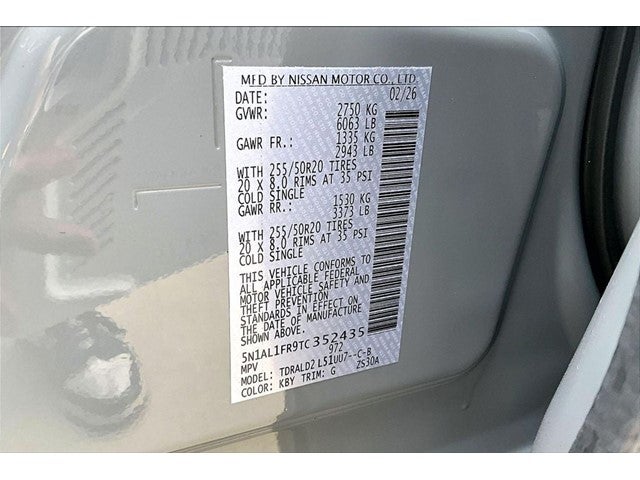 MFD BY NISSAN MOTOR CO., LTD.
DATE: 02/26
GVWR: 2750 KG
6063 LB
GAWR FR.: 1335 KG
2943 LB
WITH 255/50R20 TIRES
20 X 8.0 RIMS AT 35 PSI
COLD SINGLE
GAWR RR.: 1530 KG
3373 LB
WITH 255/50R20 TIRES
20 X 8.0 RIMS AT 35 PSI
COLD SINGLE
THIS VEHICLE CONFORMS TO
ALL APPLICABLE FEDERAL
MOTOR VEHICLE SAFETY AND
THEFT PREVENTION
STANDARDS IN EFFECT ON
THE DATE OF MANUFACTURE
SHOWN ABOVE.
5N1AL1FR9TC352435
MPV 972
MODEL: TDRALD2 L51UU7--C-B
COLOR: KBY TRIM: G ZS30A